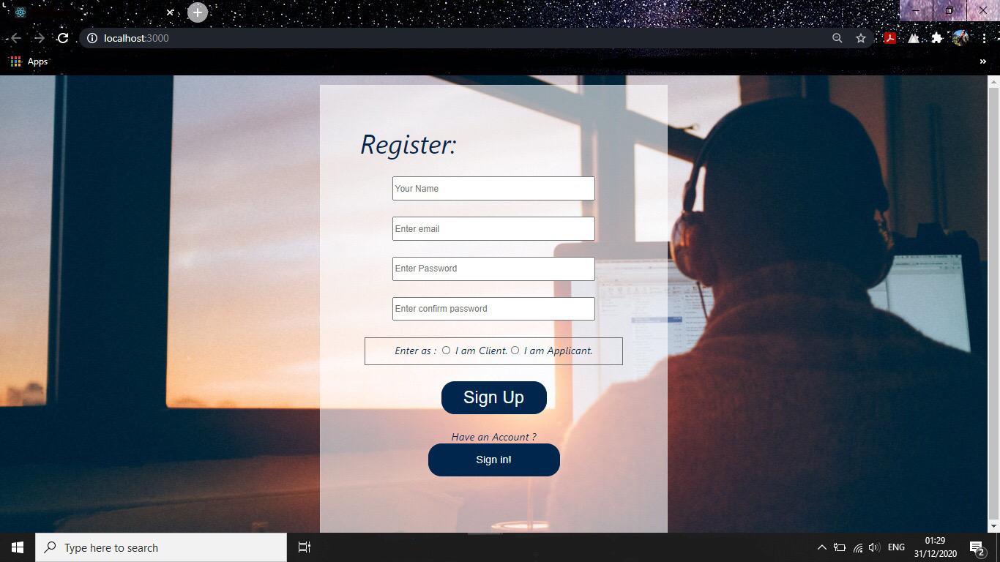 localhost:3000
Apps
»
Register:
Your Name
Enter email
Enter Password
Enter confirm password
Enter as : I am Client. I am Applicant.
Sign Up
Have an Account ?
Sign in!
Type here to search
ENG
01:29
31/12/2020
2